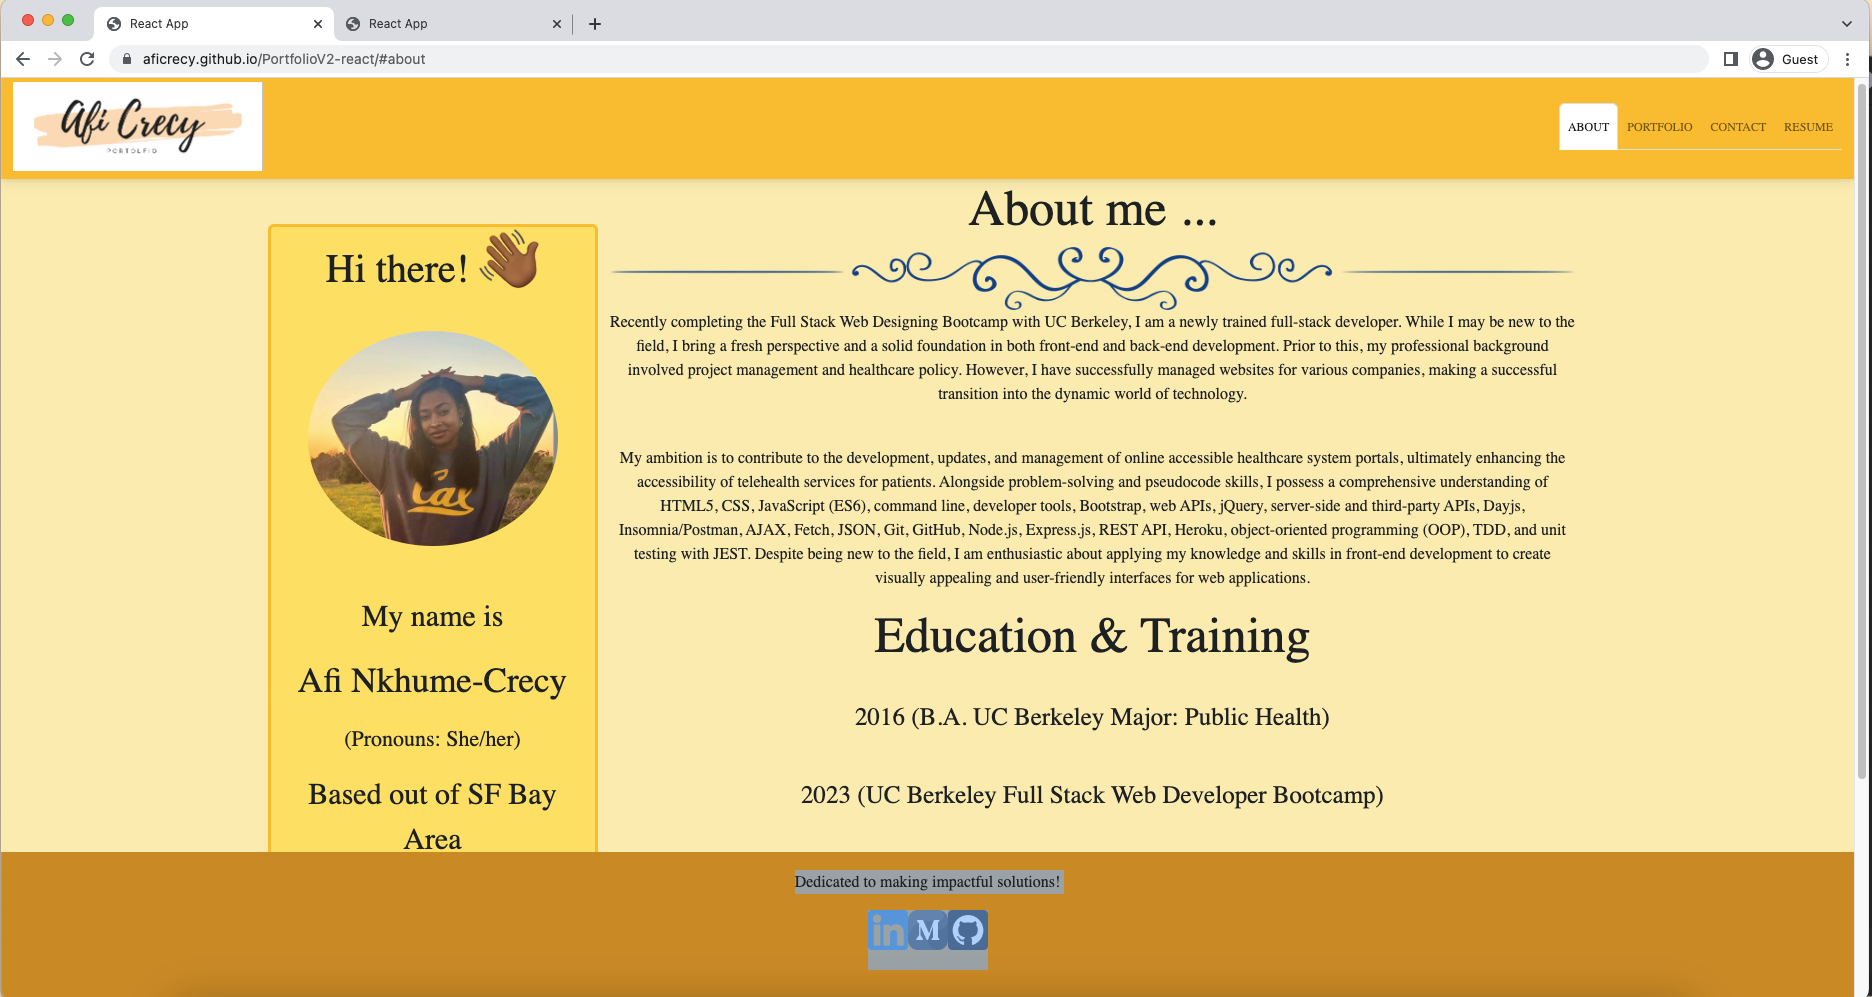 React App
React App
aficrecy.github.io/PortfolioV2-react/#about
Guest
Afi Crecy
PORTOLFIO
ABOUT
PORTFOLIO
CONTACT
RESUME
Hi there!
Cal
My name is
Afi Nkhume-Crecy
(Pronouns: She/her)
Based out of SF Bay
Area
About me ...
Recently completing the Full Stack Web Designing Bootcamp with UC Berkeley, I am a newly trained full-stack developer. While I may be new to the
field, I bring a fresh perspective and a solid foundation in both front-end and back-end development. Prior to this, my professional background
involved project management and healthcare policy. However, I have successfully managed websites for various companies, making a successful
transition into the dynamic world of technology.
My ambition is to contribute to the development, updates, and management of online accessible healthcare system portals, ultimately enhancing the
accessibility of telehealth services for patients. Alongside problem-solving and pseudocode skills, I possess a comprehensive understanding of
HTML5, CSS, JavaScript (ES6), command line, developer tools, Bootstrap, web APIs, jQuery, server-side and third-party APIs, Dayjs,
Insomnia/Postman, AJAX, Fetch, JSON, Git, GitHub, Node.js, Express.js, REST API, Heroku, object-oriented programming (OOP), TDD, and unit
testing with JEST. Despite being new to the field, I am enthusiastic about applying my knowledge and skills in front-end development to create
visually appealing and user-friendly interfaces for web applications.
Education & Training
2016 (B.A. UC Berkeley Major: Public Health)
2023 (UC Berkeley Full Stack Web Developer Bootcamp)
Dedicated to making impactful solutions!
in
M